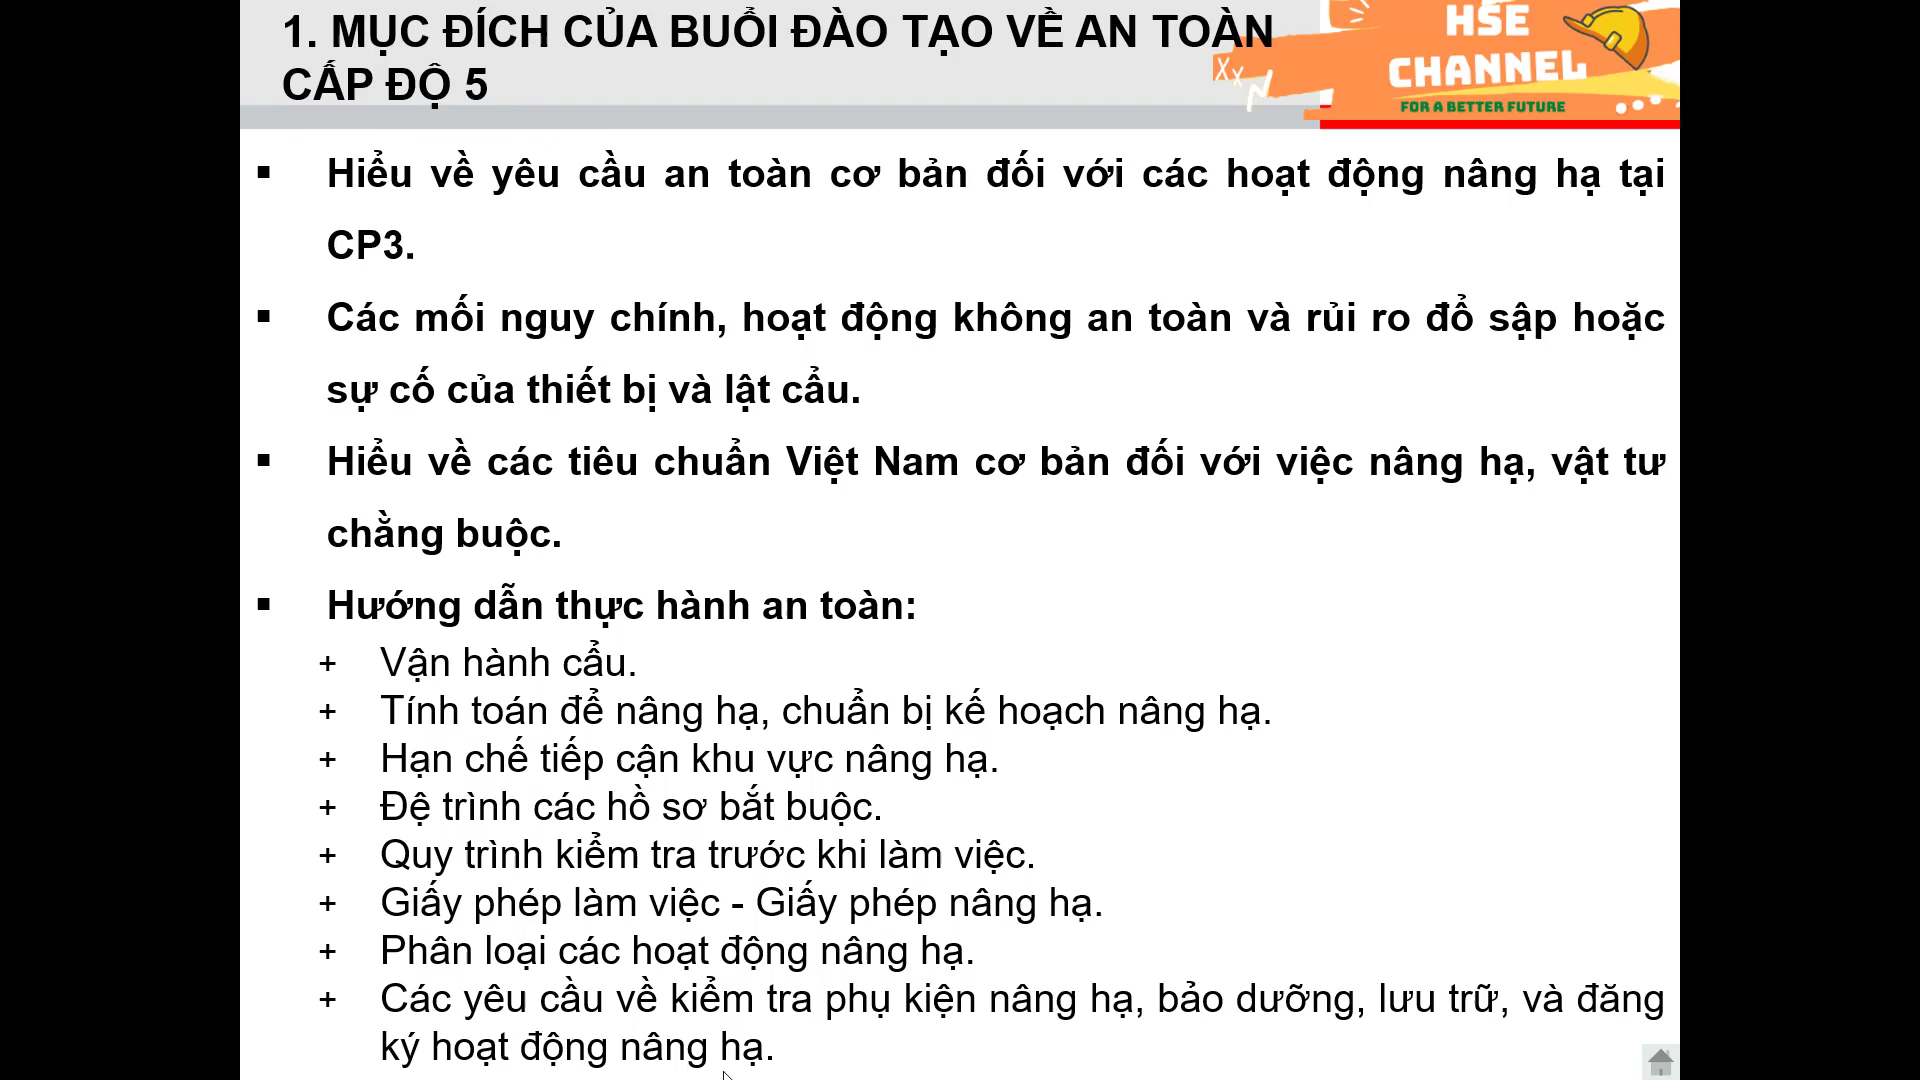 1. MỤC ĐÍCH CỦA BUỔI ĐÀO TẠO VỀ AN TOÀN
CẤP ĐỘ 5
HSE
CHANNEL
FOR A BETTER FUTURE
▪ Hiểu về yêu cầu an toàn cơ bản đối với các hoạt động nâng hạ tại
CP3.
▪ Các mối nguy chính, hoạt động không an toàn và rủi ro đổ sập hoặc
sự cố của thiết bị và lật cẩu.
▪ Hiểu về các tiêu chuẩn Việt Nam cơ bản đối với việc nâng hạ, vật tư
chằng buộc.
▪ Hướng dẫn thực hành an toàn:
+ Vận hành cẩu.
+ Tính toán để nâng hạ, chuẩn bị kế hoạch nâng hạ.
+ Hạn chế tiếp cận khu vực nâng hạ.
+ Đệ trình các hồ sơ bắt buộc.
+ Quy trình kiểm tra trước khi làm việc.
+ Giấy phép làm việc - Giấy phép nâng hạ.
+ Phân loại các hoạt động nâng hạ.
+ Các yêu cầu về kiểm tra phụ kiện nâng hạ, bảo dưỡng, lưu trữ, và đăng
ký hoạt động nâng hạ.